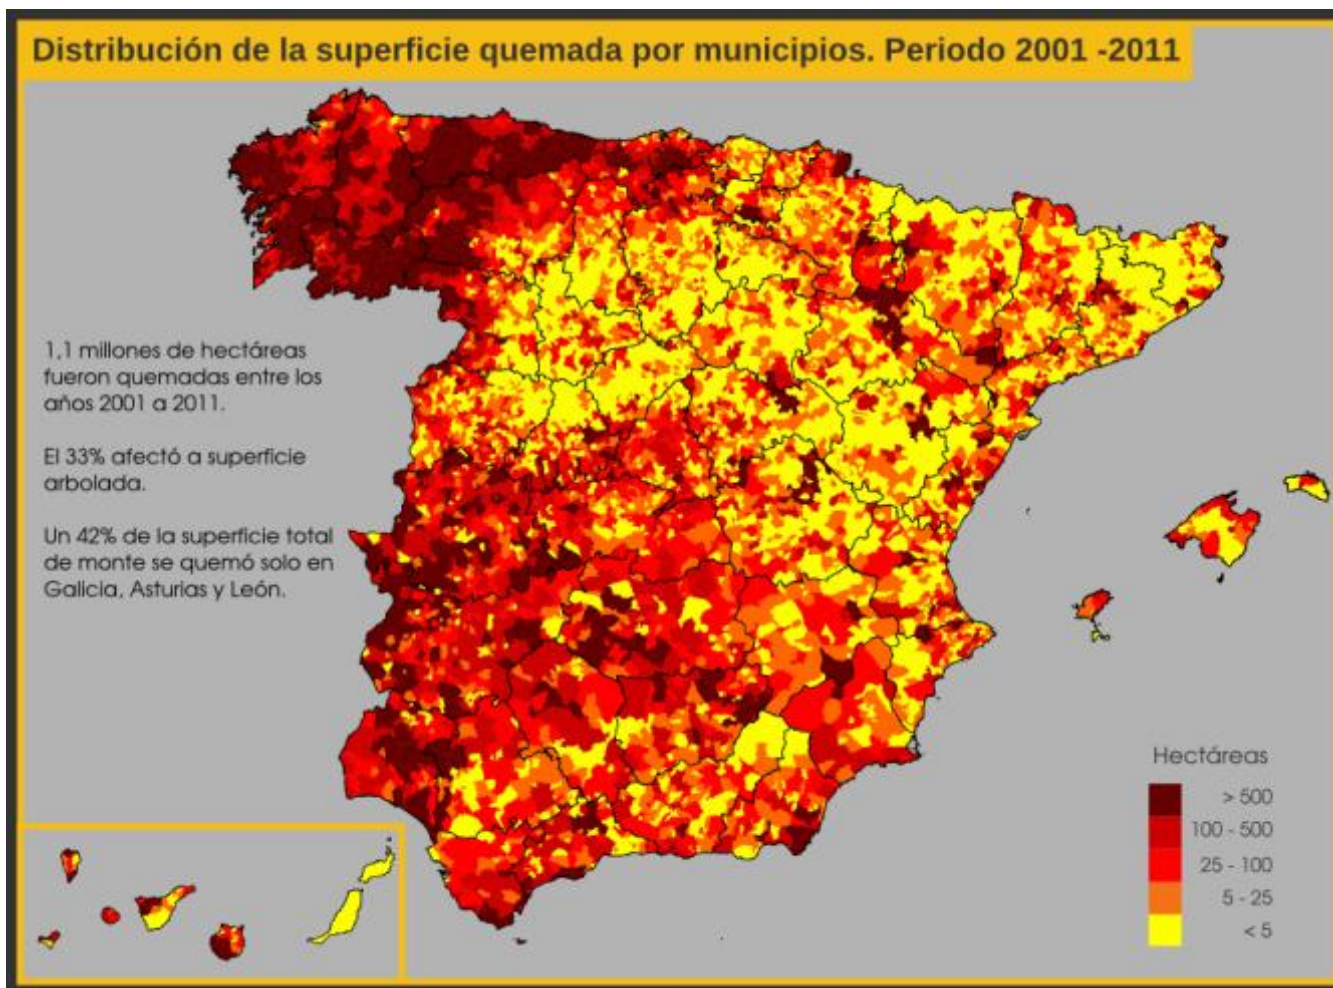 Distribución de la superficie quemada por municipios. Periodo 2001 -2011
1,1 millones de hectáreas
fueron quemadas entre los
años 2001 a 2011.
El 33% afectó a superficie
arbolada.
Un 42% de la superficie total
de monte se quemó solo en
Galicia, Asturias y León.
Hectáreas
> 500
100 - 500
25 - 100
5 - 25
< 5